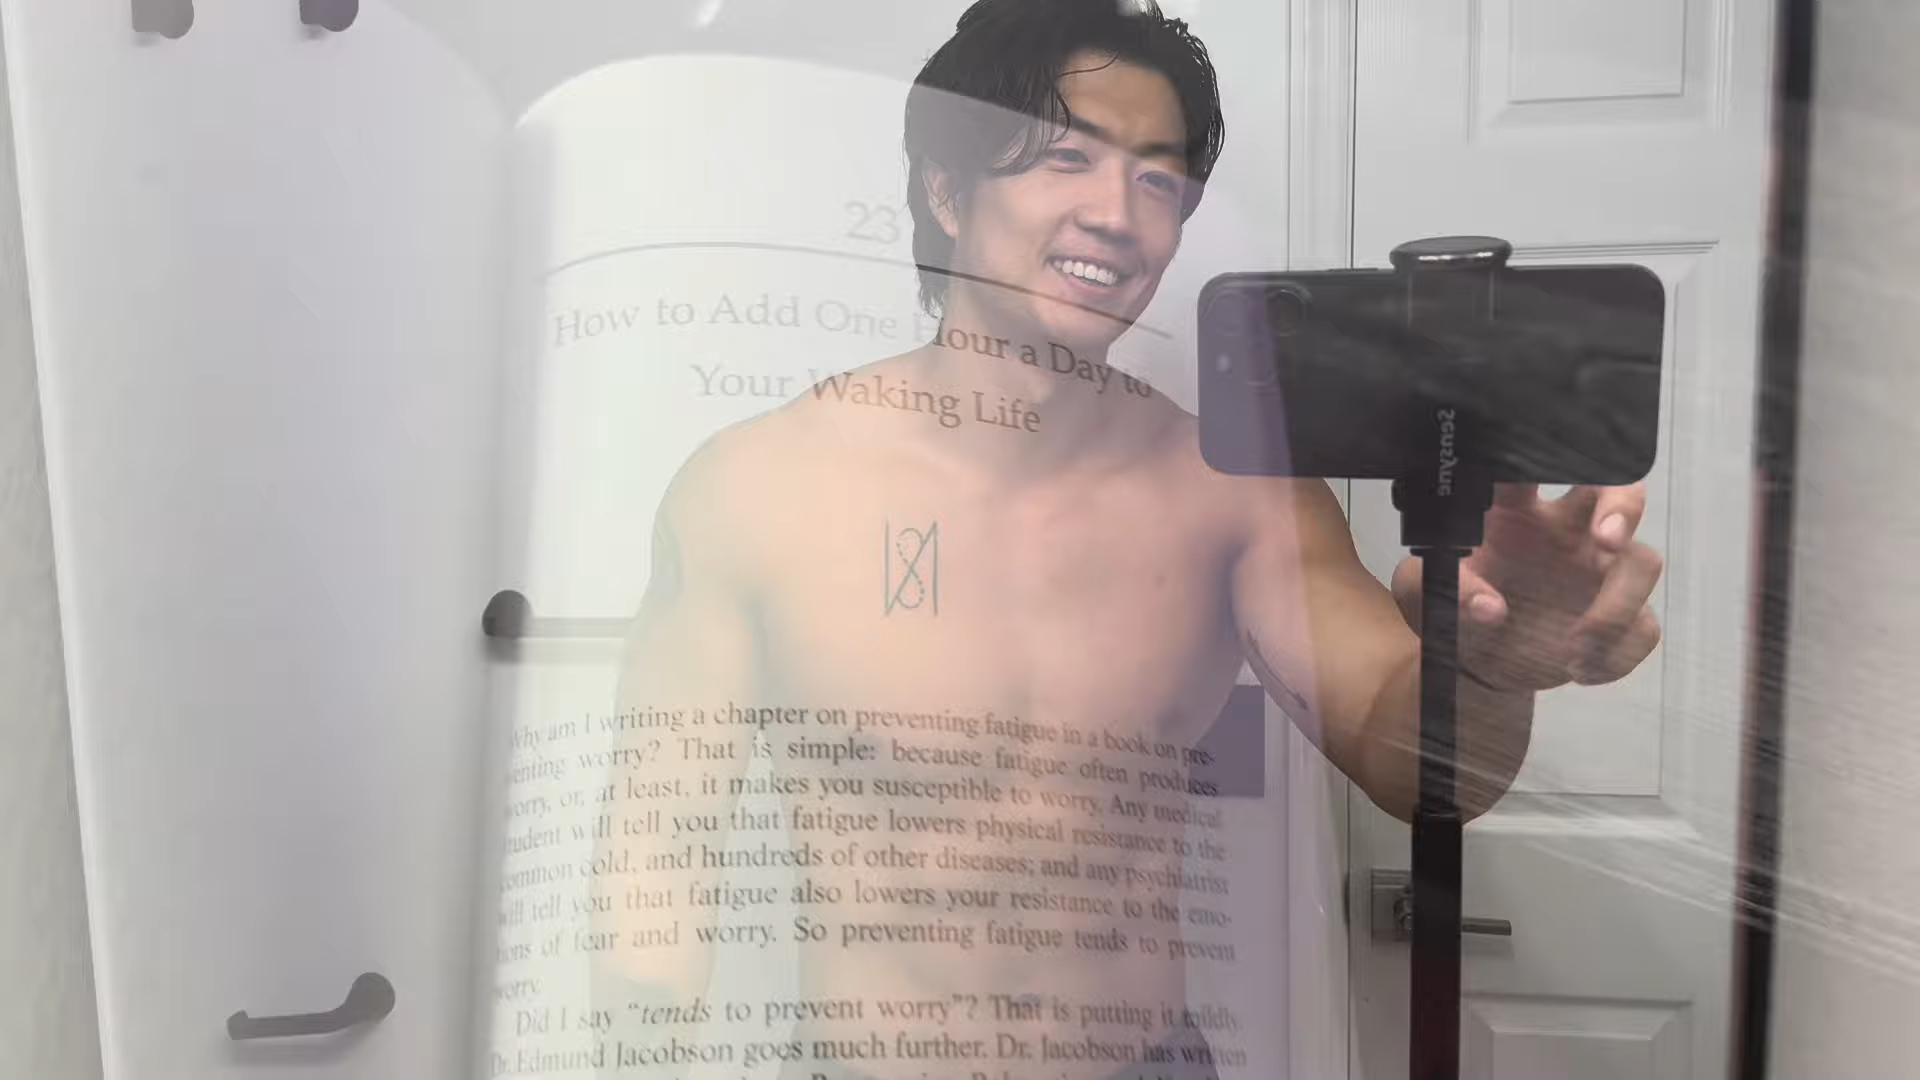 23
How to Add One Hour a Day to
Your Waking Life
Why am I writing a chapter on preventing fatigue in a book on pre-
venting worry? That is simple: because fatigue often produces
worry, or, at least, it makes you susceptible to worry. Any medical
student will tell you that fatigue lowers physical resistance to the
common cold, and hundreds of other diseases; and any psychiatrist
will tell you that fatigue also lowers your resistance to the emo-
tions of fear and worry. So preventing fatigue tends to prevent
worry.
Did I say “tends to prevent worry”? That is putting it mildly.
Dr. Edmund Jacobson goes much further. Dr. Jacobson has written
Sensyne